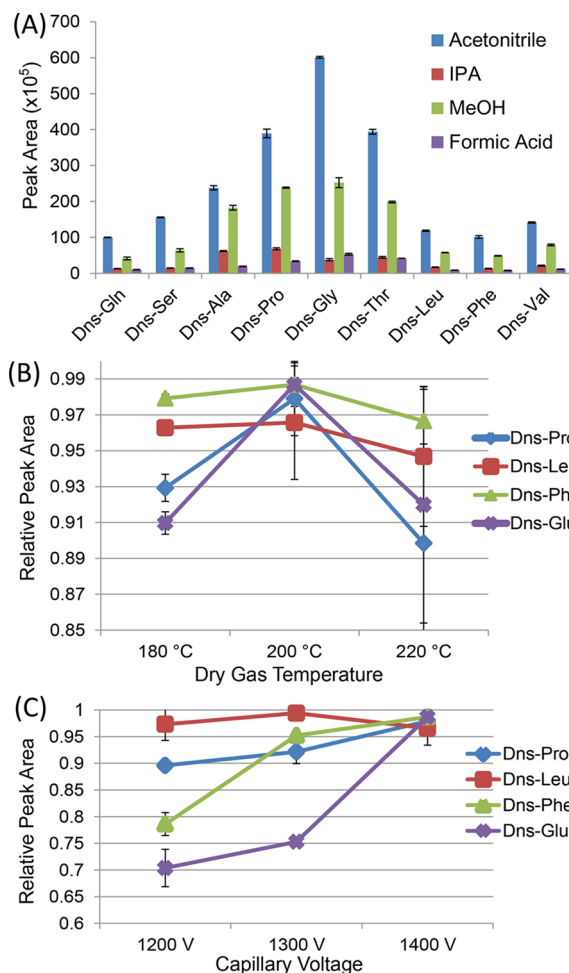 (A)
Peak Area (x10⁵)
700
600
500
400
300
200
100
0
Acetonitrile
IPA
MeOH
Formic Acid
Dns-Gln
Dns-Ser
Dns-Ala
Dns-Pro
Dns-Gly
Dns-Thr
Dns-Leu
Dns-Phe
Dns-Val
(B)
Relative Peak Area
0.99
0.97
0.95
0.93
0.91
0.89
0.87
0.85
180 °C
200 °C
220 °C
Dry Gas Temperature
Dns-Pro
Dns-Le
Dns-Ph
Dns-Glu
(C)
Relative Peak Area
1
0.95
0.9
0.85
0.8
0.75
0.7
0.65
0.6
1200 V
1300 V
1400 V
Capillary Voltage
Dns-Pro
Dns-Leu
Dns-Phe
Dns-Glu